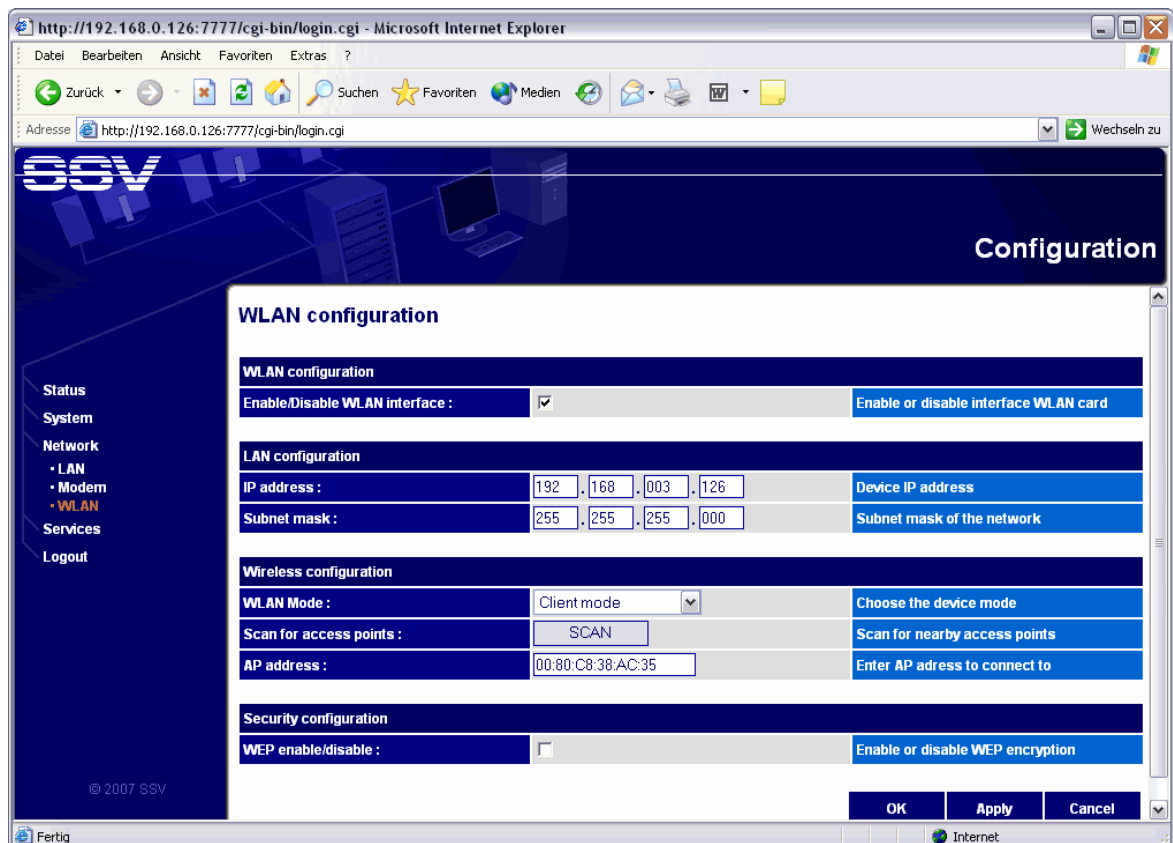 http://192.168.0.126:7777/cgi-bin/login.cgi - Microsoft Internet Explorer
Datei Bearbeiten Ansicht Favoriten Extras ?
Zurück Suchen Favoriten Medien
Adresse http://192.168.0.126:7777/cgi-bin/login.cgi Wechseln zu
SSV
Configuration
Status
System
Network
• LAN
• Modem
• WLAN
Services
Logout
© 2007 SSV
WLAN configuration
WLAN configuration
Enable/Disable WLAN interface : Enable or disable interface WLAN card
LAN configuration
IP address : 192 . 168 . 003 . 126 Device IP address
Subnet mask : 255 . 255 . 255 . 000 Subnet mask of the network
Wireless configuration
WLAN Mode : Client mode Choose the device mode
Scan for access points : SCAN Scan for nearby access points
AP address : 00:80:C8:38:AC:35 Enter AP adress to connect to
Security configuration
WEP enable/disable : Enable or disable WEP encryption
OK Apply Cancel
Fertig Internet